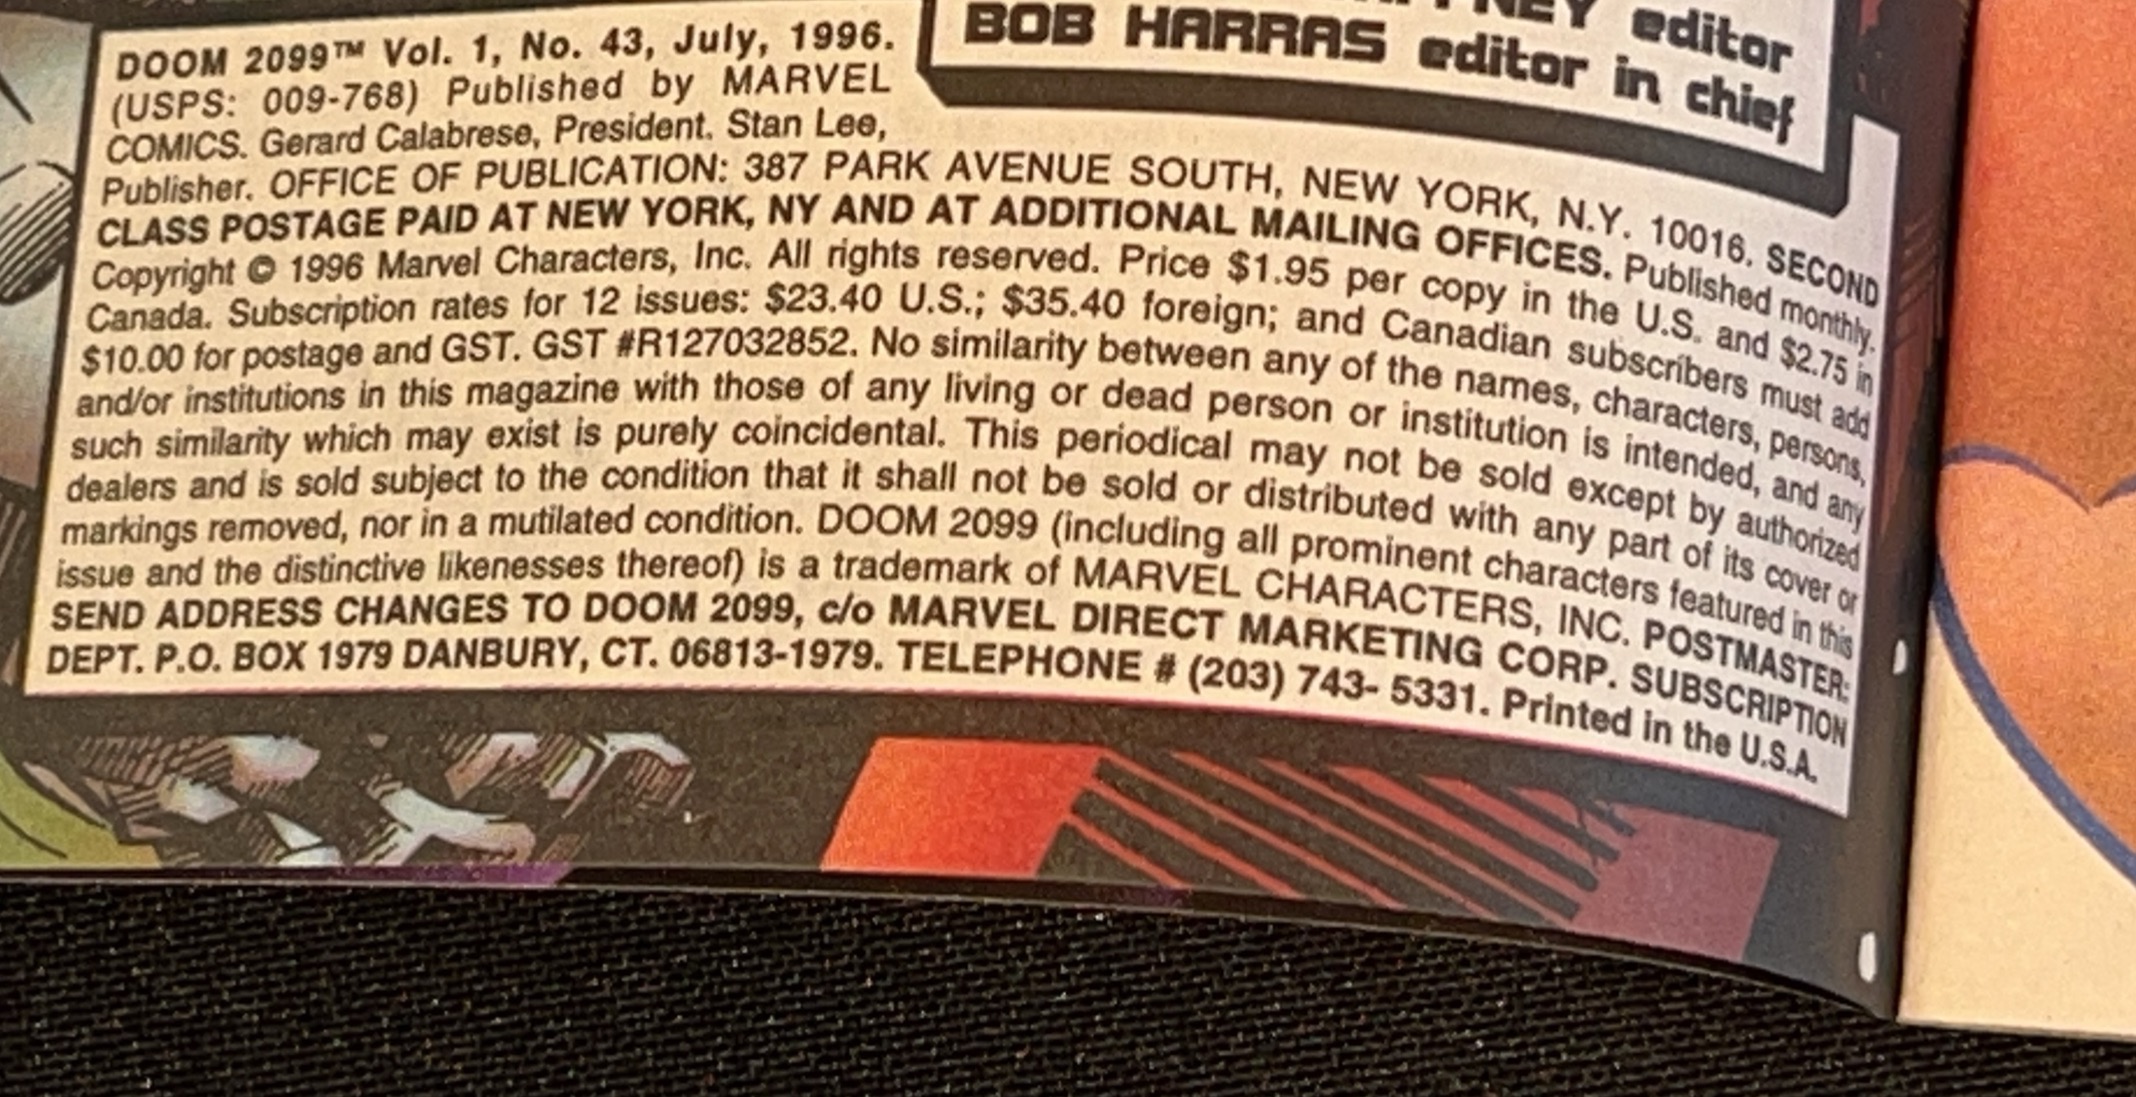 DOOM 2099™ Vol. 1, No. 43, July, 1996.
(USPS: 009-768) Published by MARVEL
COMICS. Gerard Calabrese, President. Stan Lee,
Publisher. OFFICE OF PUBLICATION: 387 PARK AVENUE SOUTH, NEW YORK, N.Y. 10016. SECOND
CLASS POSTAGE PAID AT NEW YORK, NY AND AT ADDITIONAL MAILING OFFICES. Published monthly.
Copyright © 1996 Marvel Characters, Inc. All rights reserved. Price $1.95 per copy in the U.S. and $2.75 in
Canada. Subscription rates for 12 issues: $23.40 U.S.; $35.40 foreign; and Canadian subscribers must add
$10.00 for postage and GST. GST #R127032852. No similarity between any of the names, characters, persons,
and/or institutions in this magazine with those of any living or dead person or institution is intended, and any
such similarity which may exist is purely coincidental. This periodical may not be sold except by authorized
dealers and is sold subject to the condition that it shall not be sold or distributed with any part of its cover or
markings removed, nor in a mutilated condition. DOOM 2099 (including all prominent characters featured in this
issue and the distinctive likenesses thereof) is a trademark of MARVEL CHARACTERS, INC. POSTMASTER:
SEND ADDRESS CHANGES TO DOOM 2099, c/o MARVEL DIRECT MARKETING CORP. SUBSCRIPTION
DEPT. P.O. BOX 1979 DANBURY, CT. 06813-1979. TELEPHONE # (203) 743- 5331. Printed in the U.S.A.
editor
BOB HARRAS editor in chief